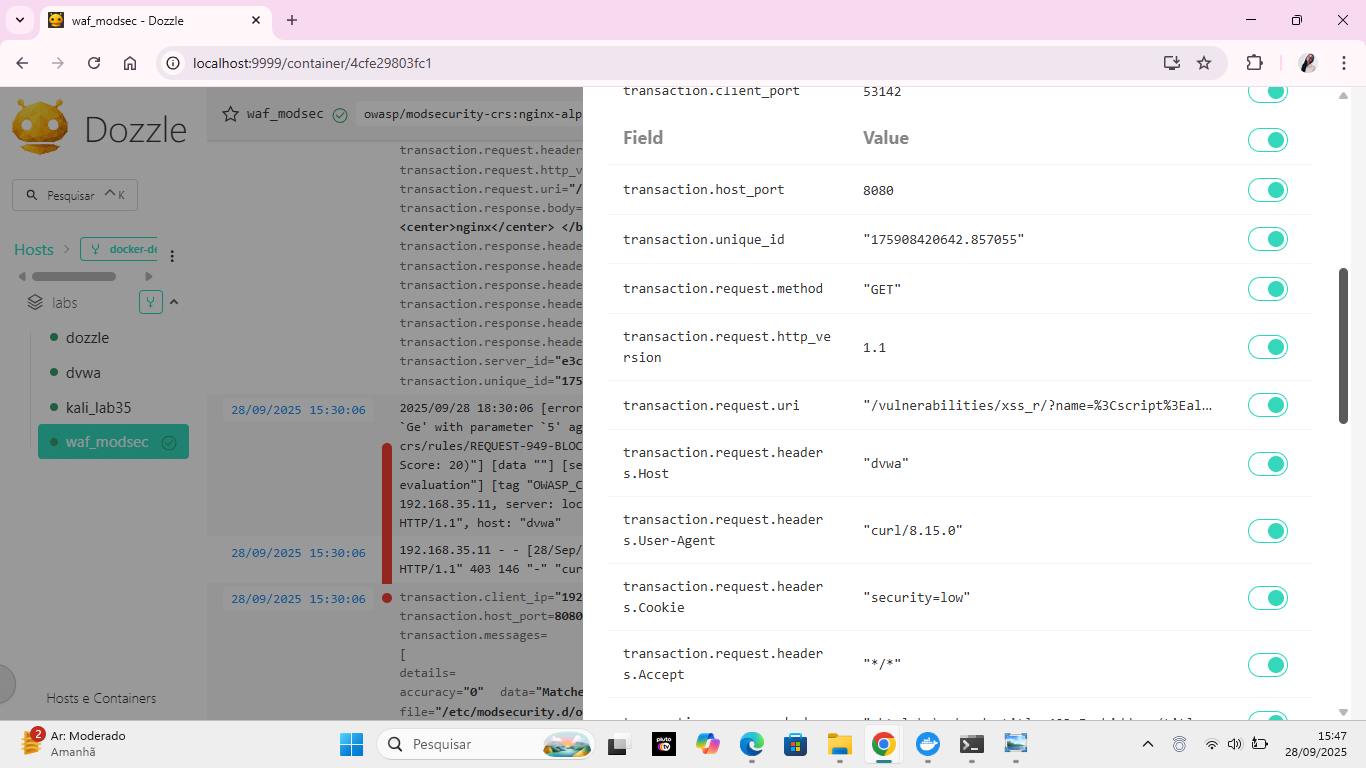 waf_modsec - Dozzle
localhost:9999/container/4cfe29803fc1
Dozzle
Pesquisar ^K
Hosts
docker-de
labs
dozzle
dvwa
kali_lab35
waf_modsec
Hosts e Containers
waf_modsec
owasp/modsecurity-crs:nginx-alp
transaction.request.header
transaction.request.http_v
transaction.request.uri="/
transaction.response.body=
<center>nginx</center> </b
transaction.response.heade
transaction.response.heade
transaction.response.heade
transaction.response.heade
transaction.response.heade
transaction.response.heade
transaction.server_id="e3c
transaction.unique_id="175
28/09/2025 15:30:06
2025/09/28 18:30:06 [error
`Ge' with parameter `5' ag
crs/rules/REQUEST-949-BLOC
Score: 20)"] [data ""] [se
evaluation"] [tag "OWASP_C
192.168.35.11, server: loc
HTTP/1.1", host: "dvwa"
28/09/2025 15:30:06
192.168.35.11 - - [28/Sep/
HTTP/1.1" 403 146 "-" "cur
28/09/2025 15:30:06
transaction.client_ip="192
transaction.host_port=8080
transaction.messages=
[
details=
accuracy="0" data="Matche
file="/etc/modsecurity.d/o
transaction.client_port 53142
Field Value
transaction.host_port 8080
transaction.unique_id "175908420642.857055"
transaction.request.method "GET"
transaction.request.http_ve
rsion 1.1
transaction.request.uri "/vulnerabilities/xss_r/?name=%3Cscript%3Eal…
transaction.request.header
s.Host "dvwa"
transaction.request.header
s.User-Agent "curl/8.15.0"
transaction.request.header
s.Cookie "security=low"
transaction.request.header
s.Accept "*/*"
2
Ar: Moderado
Amanhã
Pesquisar
pluto tv
15:47
28/09/2025